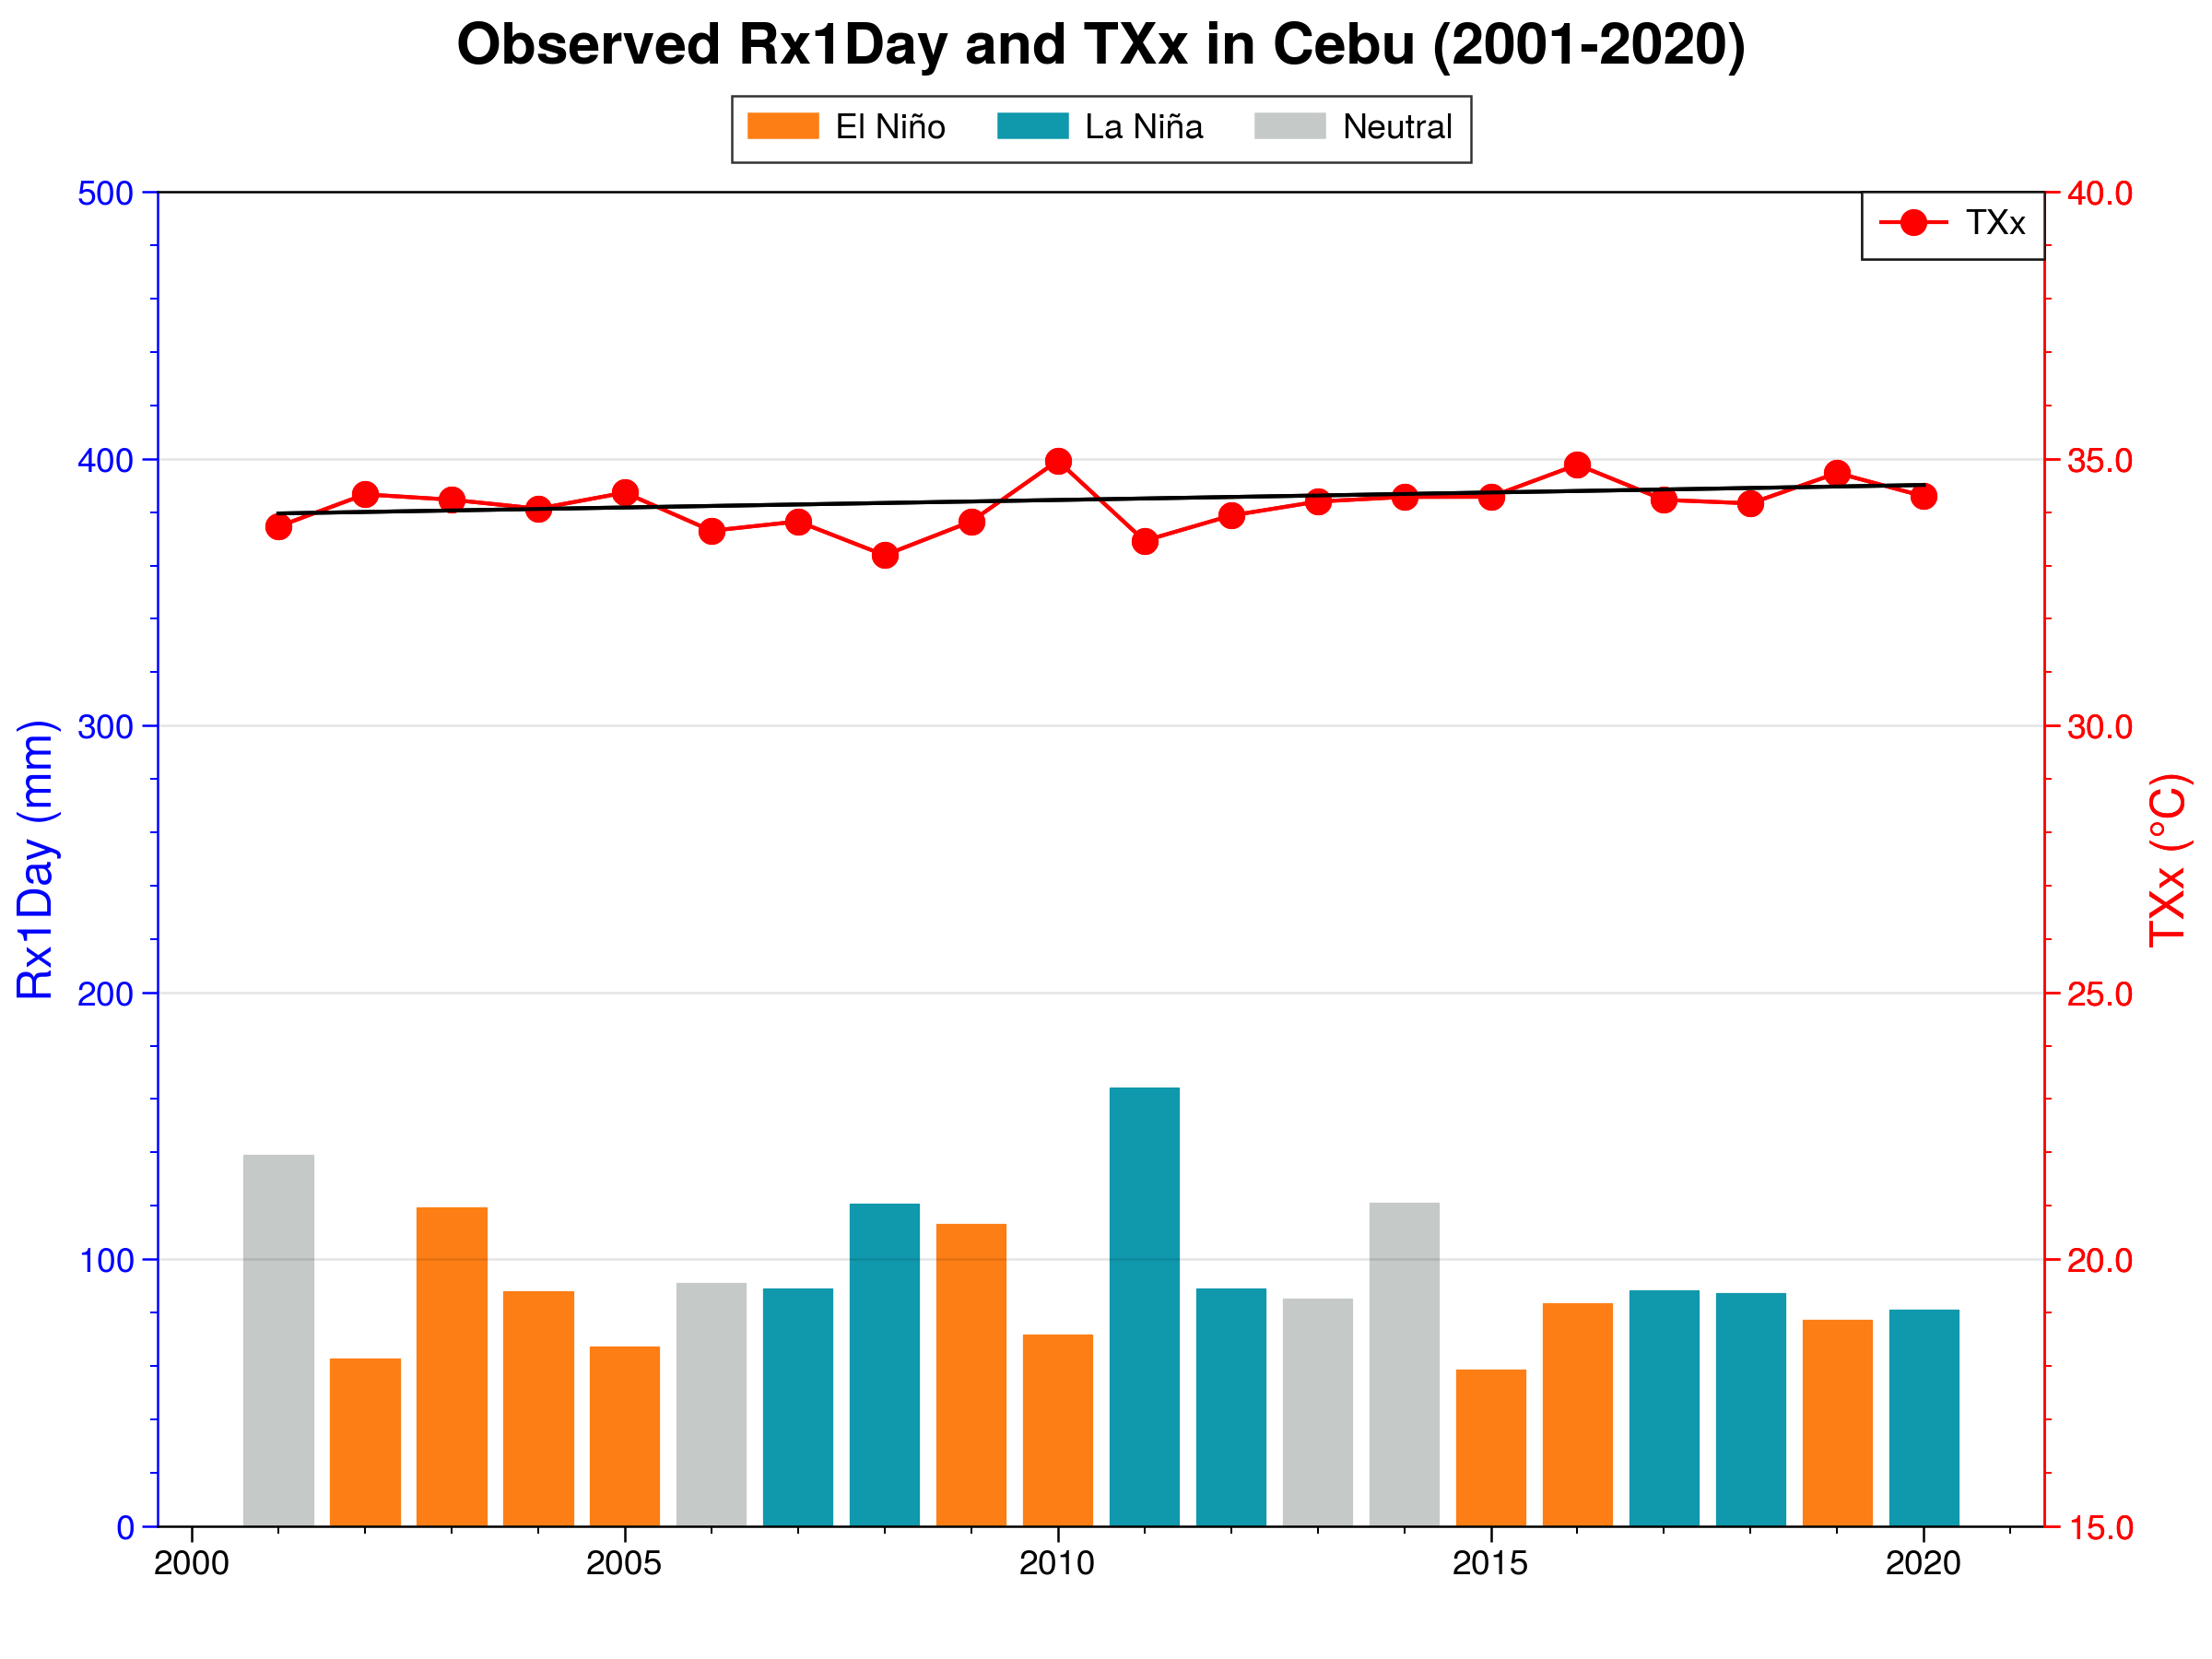 Observed Rx1Day and TXx in Cebu (2001-2020)
El Niño La Niña Neutral
TXx
500
400
300
200
100
0
Rx1Day (mm)
40.0
35.0
30.0
25.0
20.0
15.0
TXx (°C)
2000 2005 2010 2015 2020